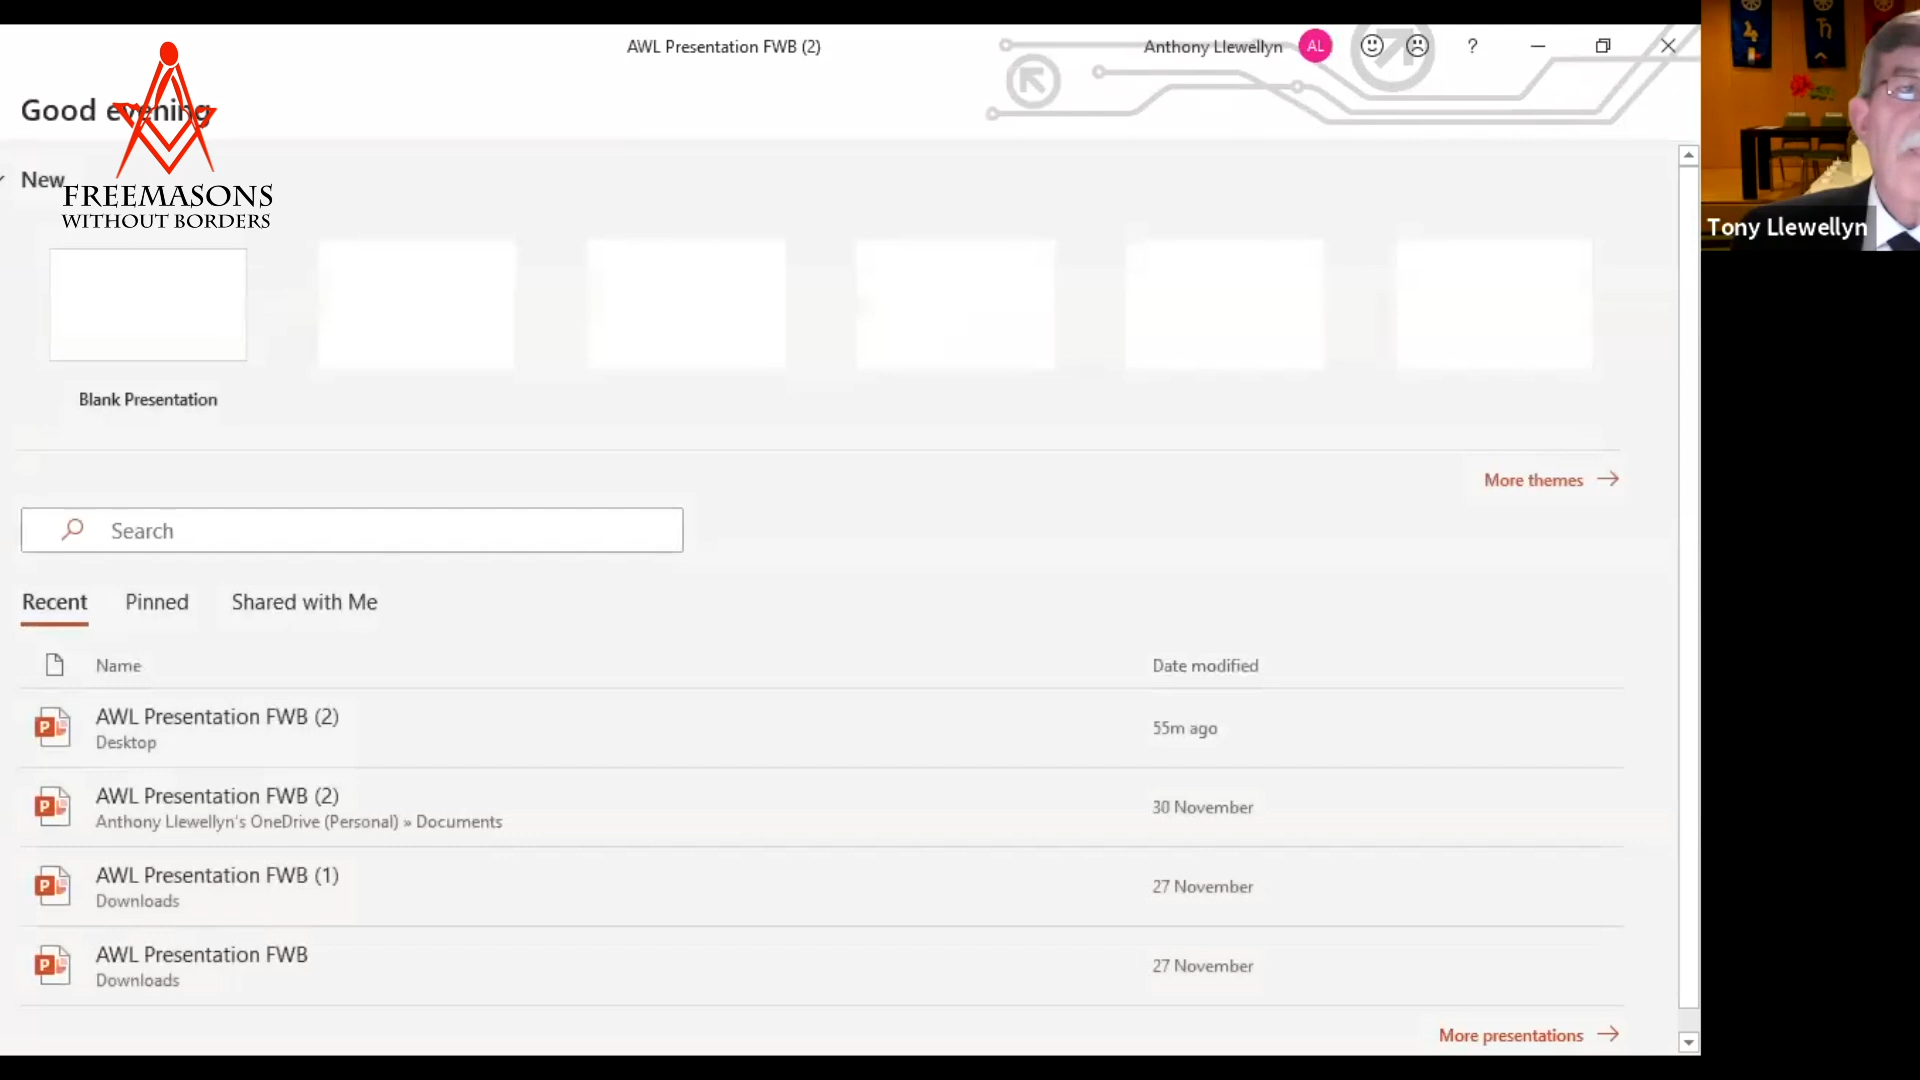 AWL Presentation FWB (2)
Anthony Llewellyn
AL
?
Good evening
New
FREEMASONS
WITHOUT BORDERS
Tony Llewellyn
Blank Presentation
More themes
Search
Recent
Pinned
Shared with Me
Name
Date modified
AWL Presentation FWB (2)
Desktop
55m ago
AWL Presentation FWB (2)
Anthony Llewellyn's OneDrive (Personal) » Documents
30 November
AWL Presentation FWB (1)
Downloads
27 November
AWL Presentation FWB
Downloads
27 November
More presentations